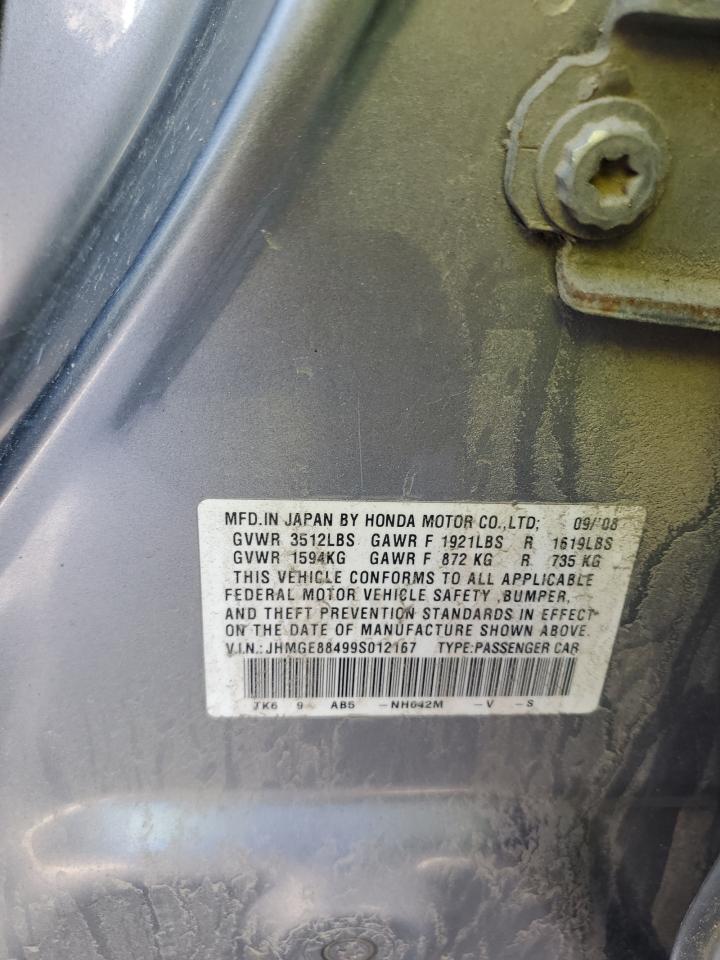 MFD.IN JAPAN BY HONDA MOTOR CO.,LTD; 09/'08
GVWR 3512LBS GAWR F 1921LBS R 1619LBS
GVWR 1594KG GAWR F 872 KG R 735 KG
THIS VEHICLE CONFORMS TO ALL APPLICABLE
FEDERAL MOTOR VEHICLE SAFETY ,BUMPER,
AND THEFT PREVENTION STANDARDS IN EFFECT
ON THE DATE OF MANUFACTURE SHOWN ABOVE.
V.I.N.: JHMGE88499S012167 TYPE:PASSENGER CAR
TK6 9 AB5 -NH642M -V -S